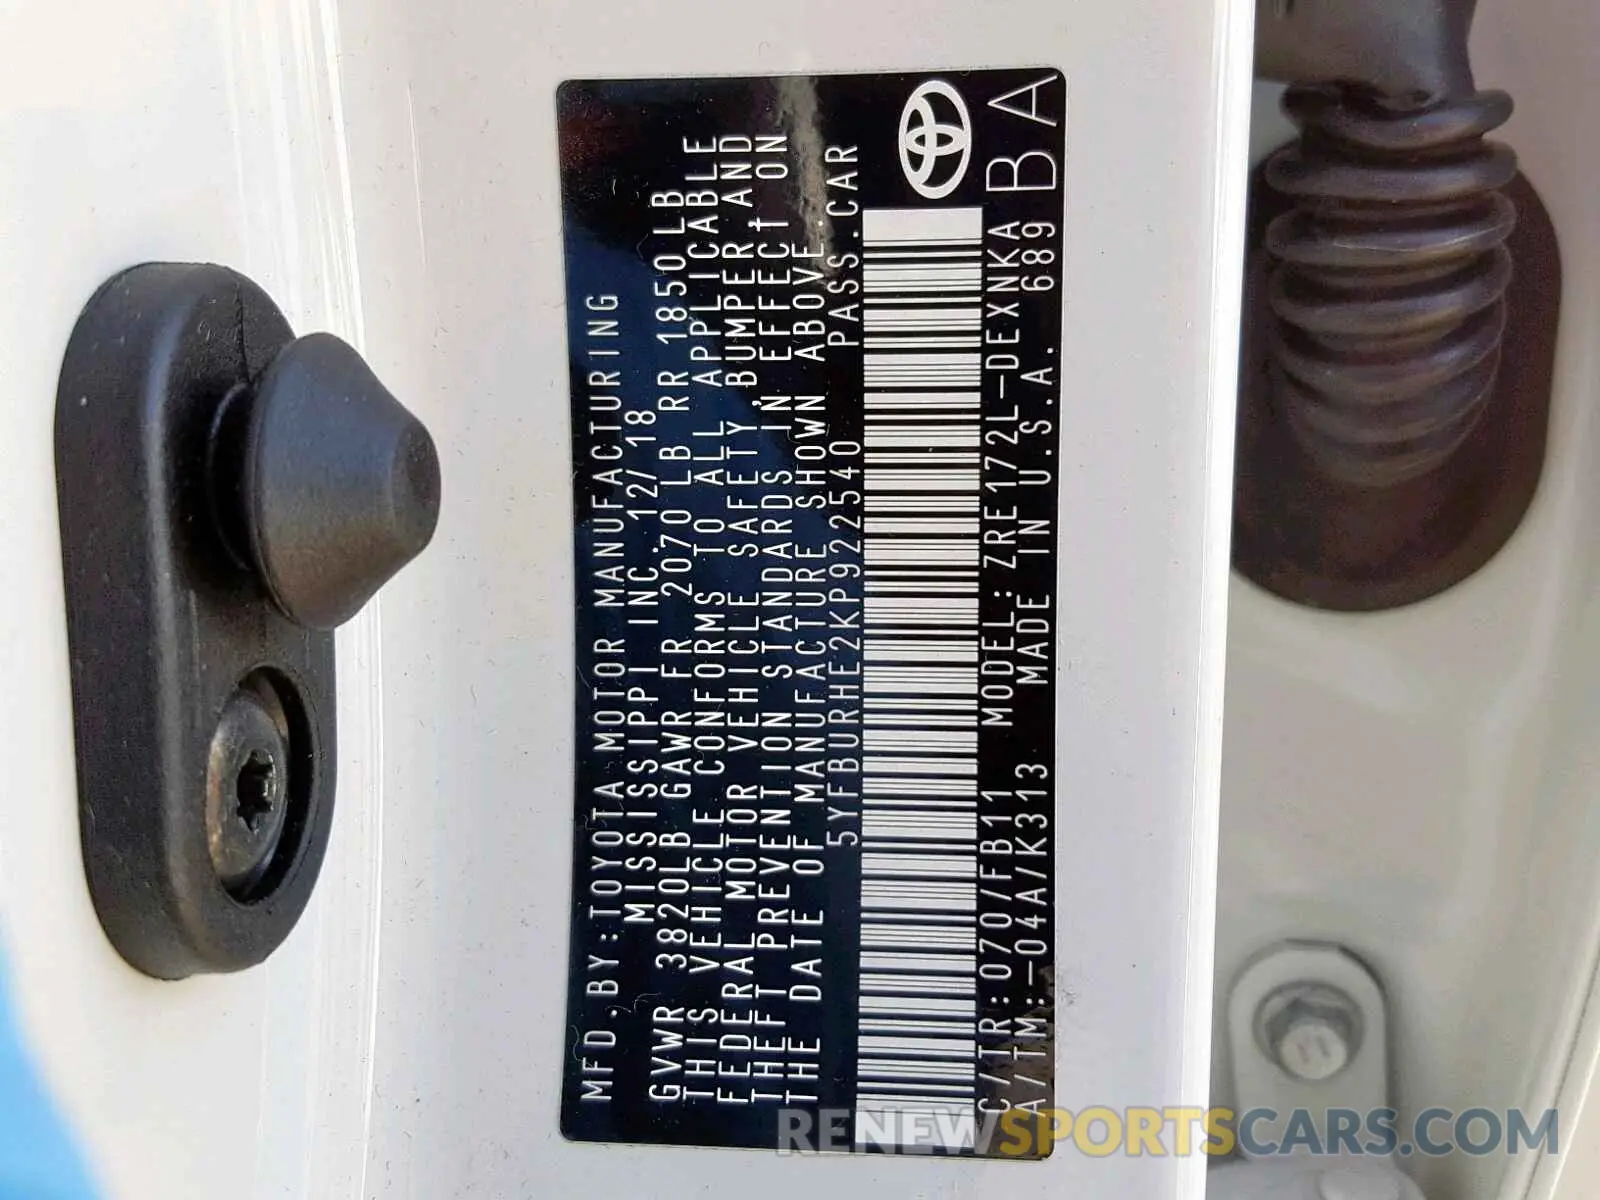 MFD.BY:TOYOTA MOTOR MANUFACTURING
MISSISSIPPI INC. 12/18
GVWR 3820LB GAWR FR 2070LB RR 1850LB
THIS VEHICLE CONFORMS TO ALL APPLICABLE
FEDERAL MOTOR VEHICLE SAFETY, BUMPER, AND
THEFT PREVENTION STANDARDS IN EFFECT ON
THE DATE OF MANUFACTURE SHOWN ABOVE.
5YFBURHE2KP922540 PASS.CAR
C/TR:070/FB11 MODEL: ZRE172L-DEXNKA
A/TM:-04A/K313 MADE IN U.S.A. 689
BA
RENEWSPORTSCARS.COM